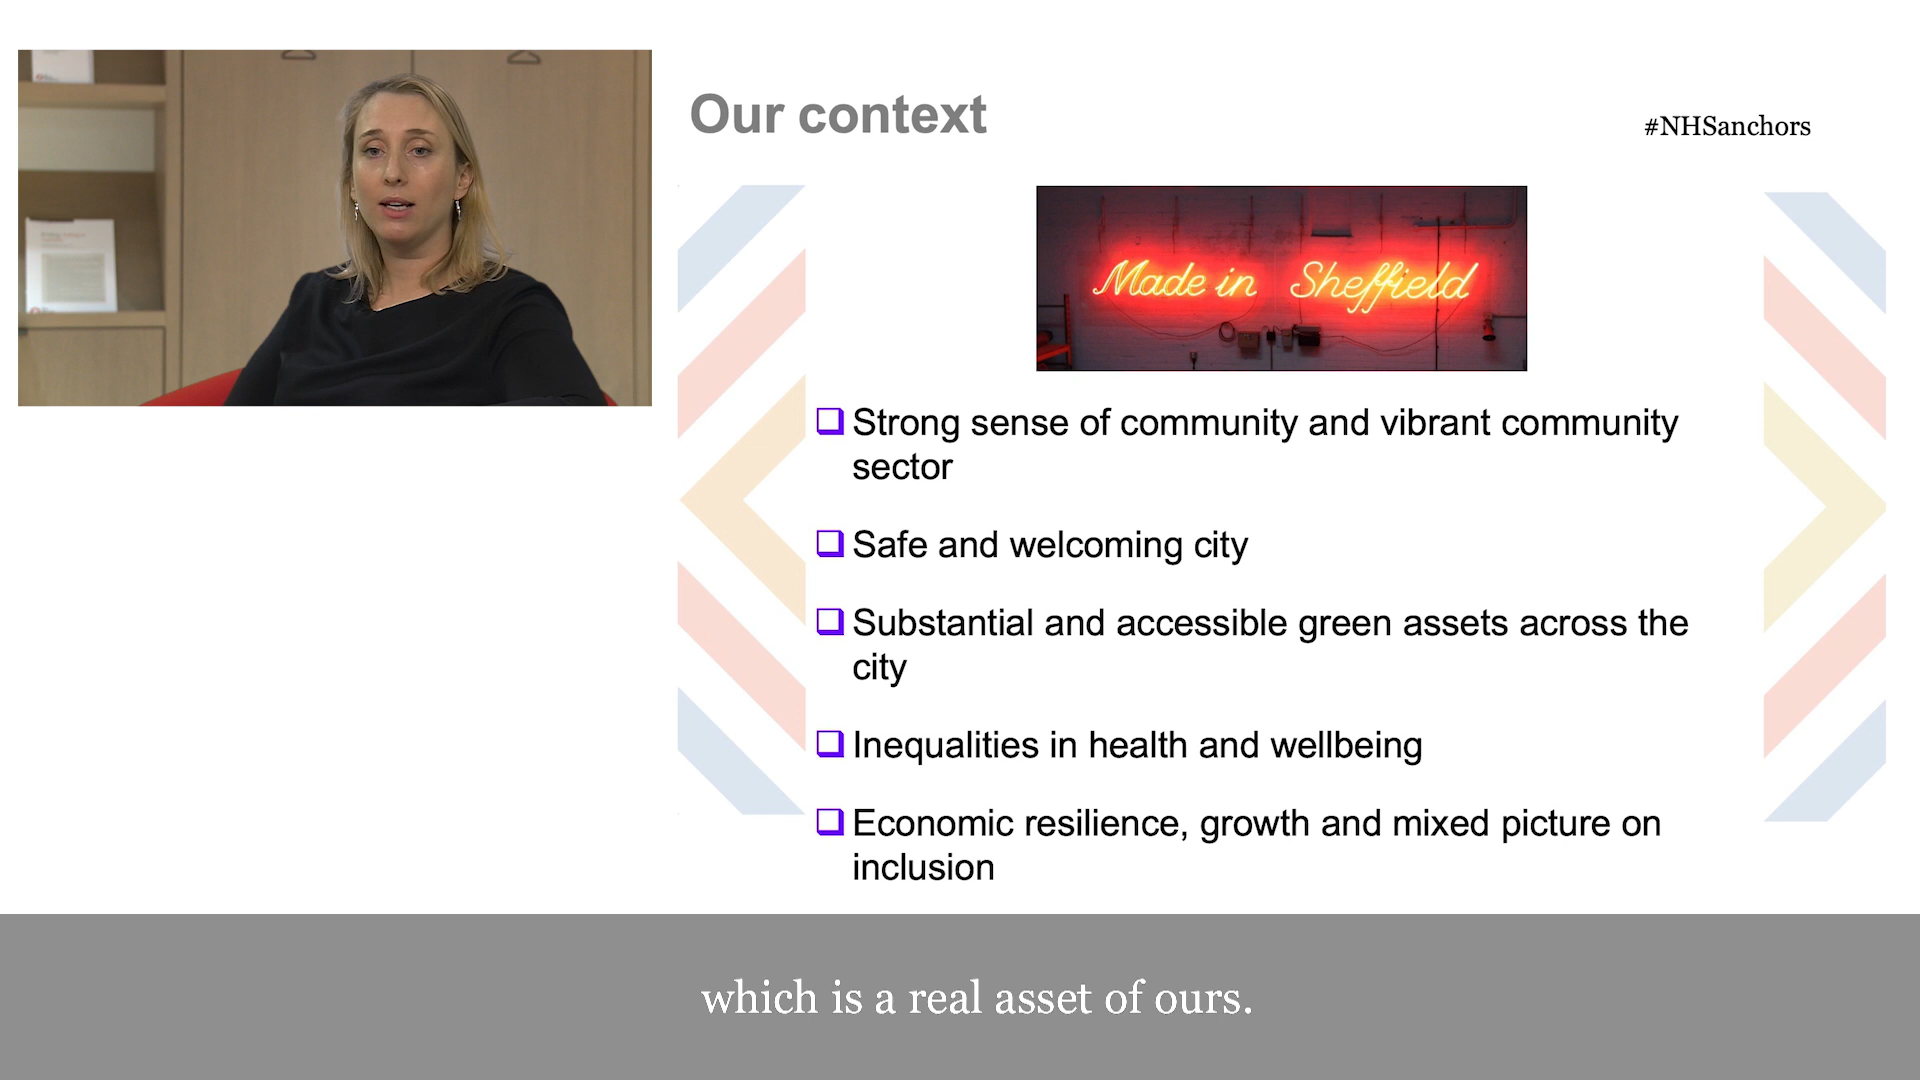 Our context
#NHSanchors
Made in Sheffield
Strong sense of community and vibrant community
sector
Safe and welcoming city
Substantial and accessible green assets across the
city
Inequalities in health and wellbeing
Economic resilience, growth and mixed picture on
inclusion
which is a real asset of ours.